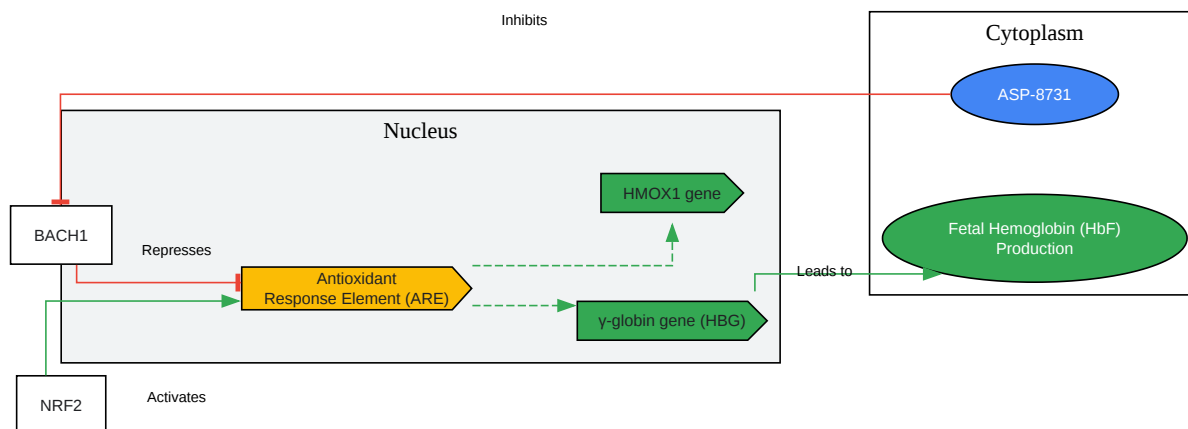 Inhibits
Cytoplasm
ASP-8731
Nucleus
HMOX1 gene
BACH1
Represses
Fetal Hemoglobin (HbF)
Production
Leads to
Antioxidant
Response Element (ARE)
γ-globin gene (HBG)
NRF2
Activates